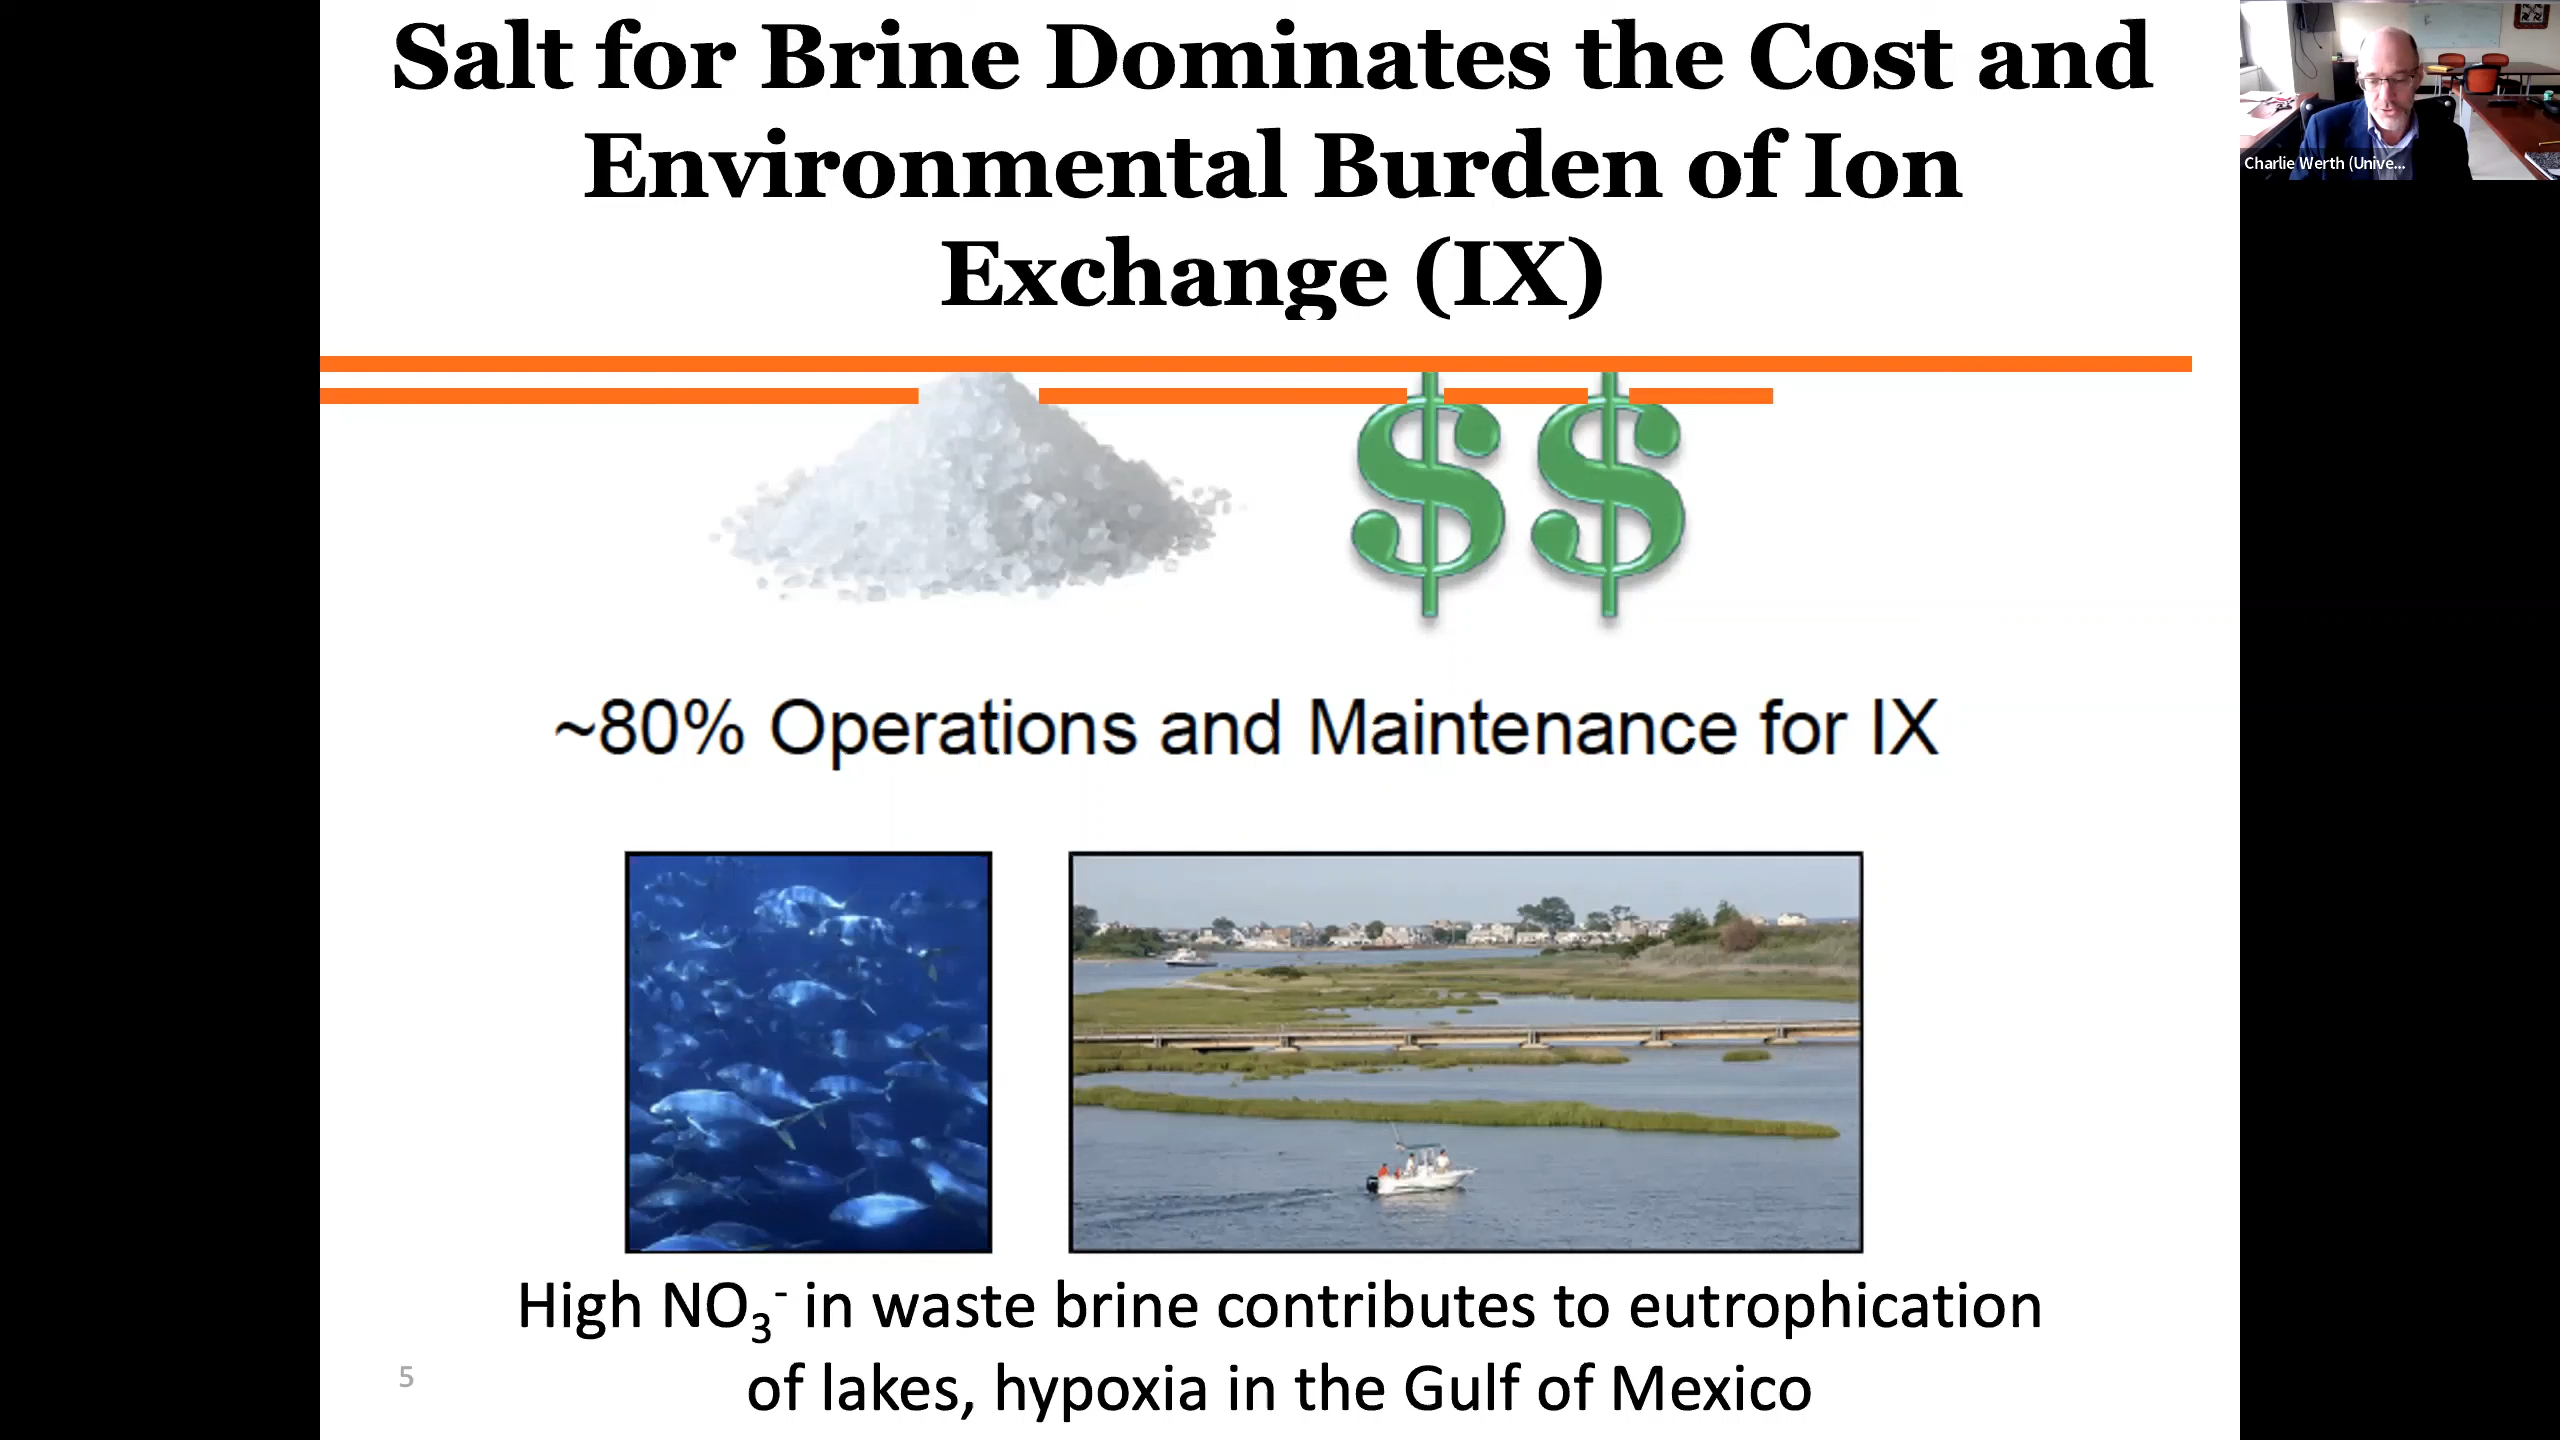 Salt for Brine Dominates the Cost and
Environmental Burden of Ion
Exchange (IX)
Charlie Werth (Unive...
$$
~80% Operations and Maintenance for IX
High NO₃⁻ in waste brine contributes to eutrophication
of lakes, hypoxia in the Gulf of Mexico
5